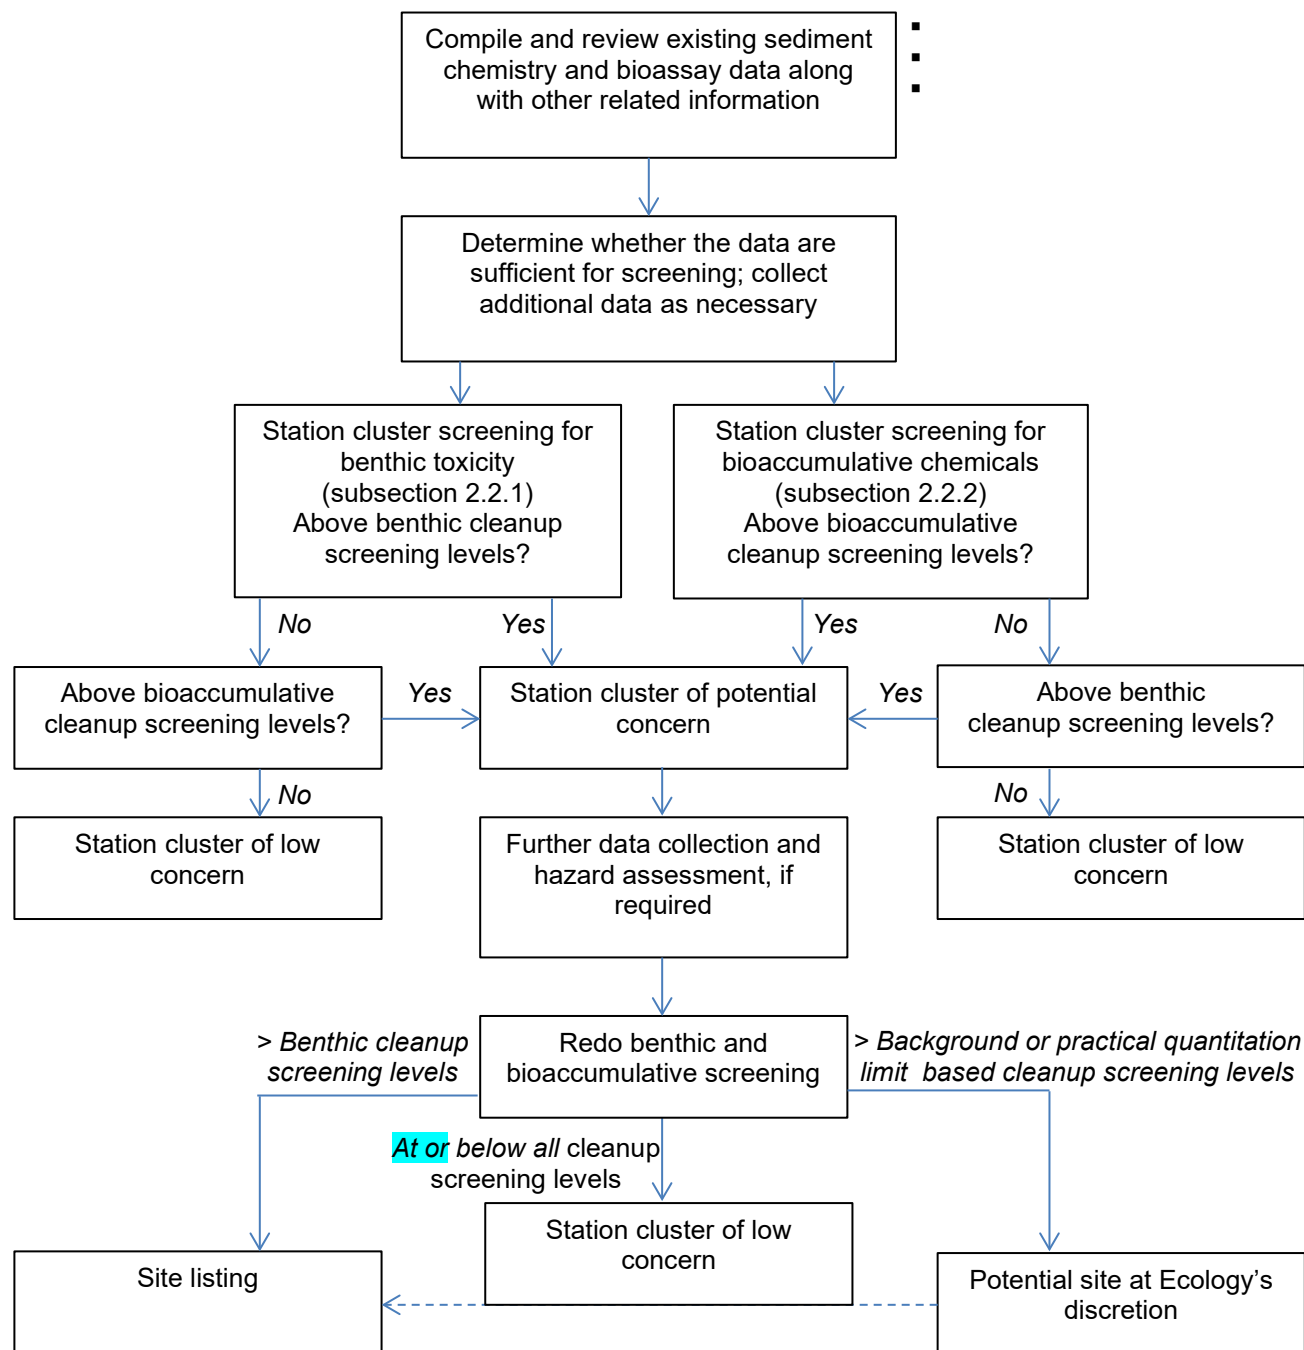 Compile and review existing sediment
chemistry and bioassay data along
with other related information
▪
▪
▪
Determine whether the data are
sufficient for screening; collect
additional data as necessary
Station cluster screening for
benthic toxicity
(subsection 2.2.1)
Above benthic cleanup
screening levels?
Station cluster screening for
bioaccumulative chemicals
(subsection 2.2.2)
Above bioaccumulative
cleanup screening levels?
No
Yes
Yes
No
Above bioaccumulative
cleanup screening levels?
Yes
Station cluster of potential
concern
Yes
Above benthic
cleanup screening levels?
No
No
Station cluster of low
concern
Further data collection and
hazard assessment, if
required
Station cluster of low
concern
> Benthic cleanup
screening levels
Redo benthic and
bioaccumulative screening
> Background or practical quantitation
limit  based cleanup screening levels
At or below all cleanup
screening levels
Station cluster of low
concern
Site listing
Potential site at Ecology’s
discretion